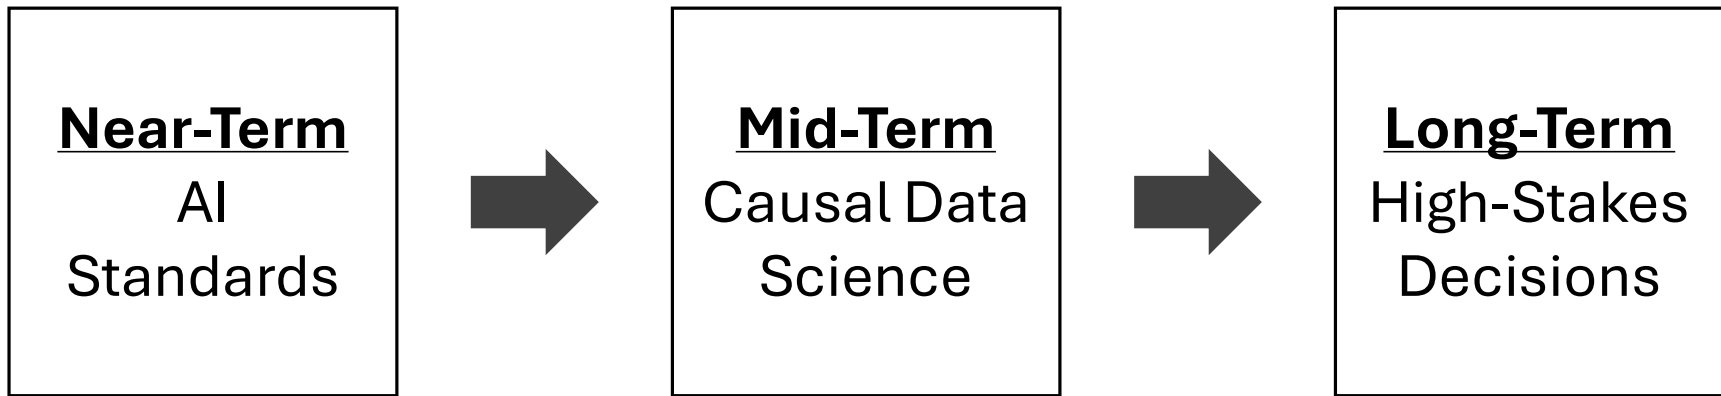 Near-Term
AI
Standards
Mid-Term
Causal Data
Science
Long-Term
High-Stakes
Decisions